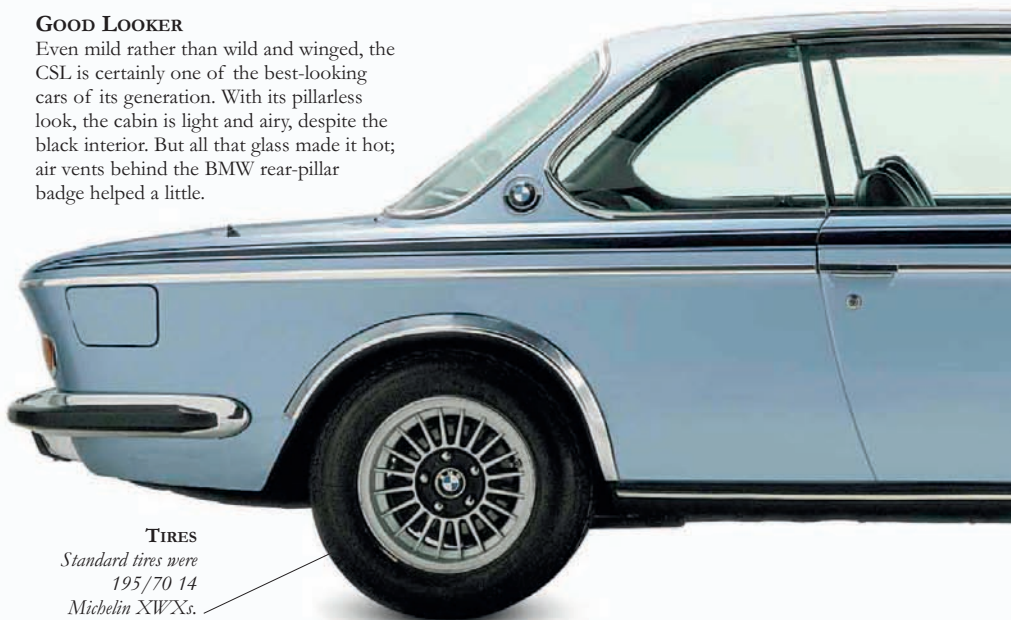 GOOD LOOKER
Even mild rather than wild and winged, the
CSL is certainly one of the best-looking
cars of its generation. With its pillarless
look, the cabin is light and airy, despite the
black interior. But all that glass made it hot;
air vents behind the BMW rear-pillar
badge helped a little.
TIRES
Standard tires were
195/70 14
Michelin XWXs.